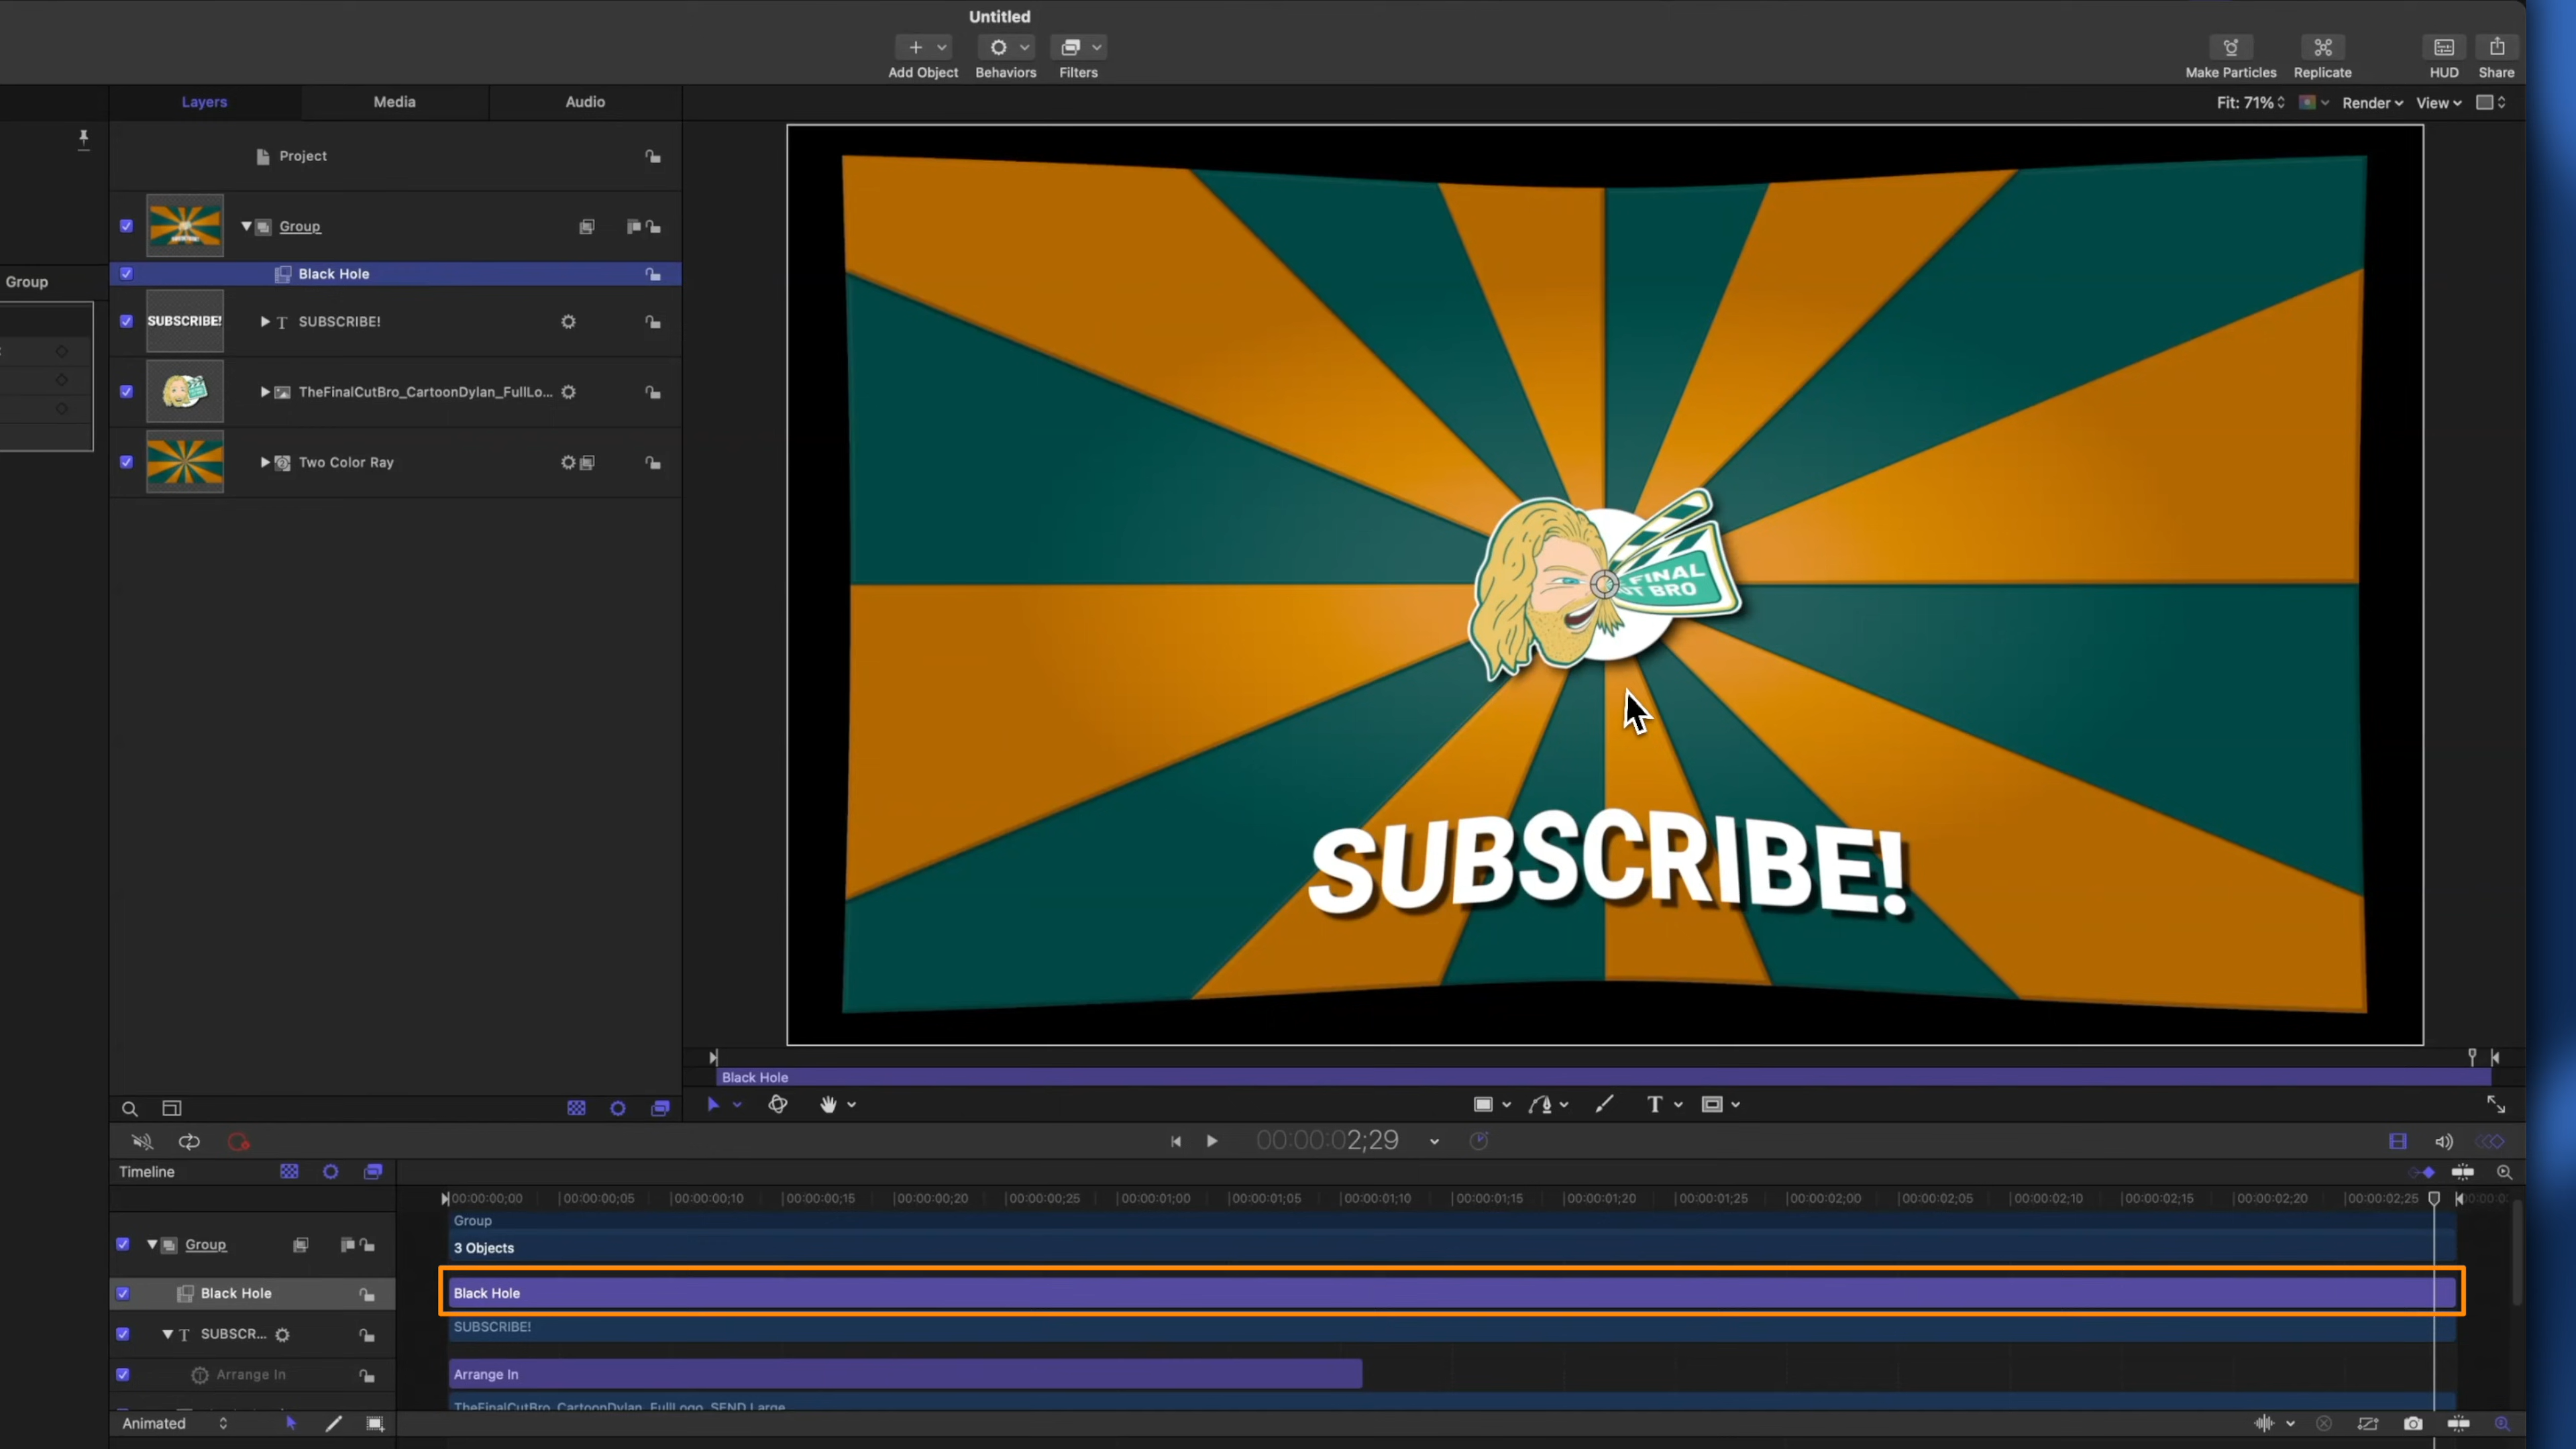 Untitled
Add Object
Behaviors
Filters
Make Particles
Replicate
HUD
Share
Layers
Media
Audio
Fit: 71%
Render
View
Project
Group
Group
Black Hole
SUBSCRIBE!
SUBSCRIBE!
TheFinalCutBro_CartoonDylan_FullLo...
Two Color Ray
FINAL
UT BRO
SUBSCRIBE!
Black Hole
00:00:02;29
Timeline
00:00:00;00
00:00:00;05
00:00:00;10
00:00:00;15
00:00:00;20
00:00:00;25
00:00:01;00
00:00:01;05
00:00:01;10
00:00:01;15
00:00:01;20
00:00:01;25
00:00:02;00
00:00:02;05
00:00:02;10
00:00:02;15
00:00:02;20
00:00:02;25
Group
Group
3 Objects
Black Hole
Black Hole
SUBSCR...
SUBSCRIBE!
Arrange In
Arrange In
TheFinalCutBro_CartoonDylan_FullLogo_SEND Large
Animated